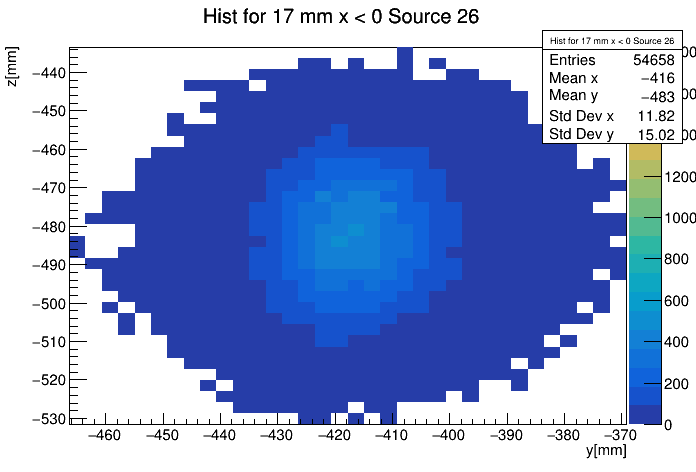 Hist for 17 mm x < 0 Source 26
Hist for 17 mm x < 0 Source 26
Entries 54658
Mean x −416
Mean y −483
Std Dev x 11.82
Std Dev y 15.02
z[mm]
−440
−450
−460
−470
−480
−490
−500
−510
−520
−530
1200
1000
800
600
400
200
0
−460 −450 −440 −430 −420 −410 −400 −390 −380 −370
y[mm]